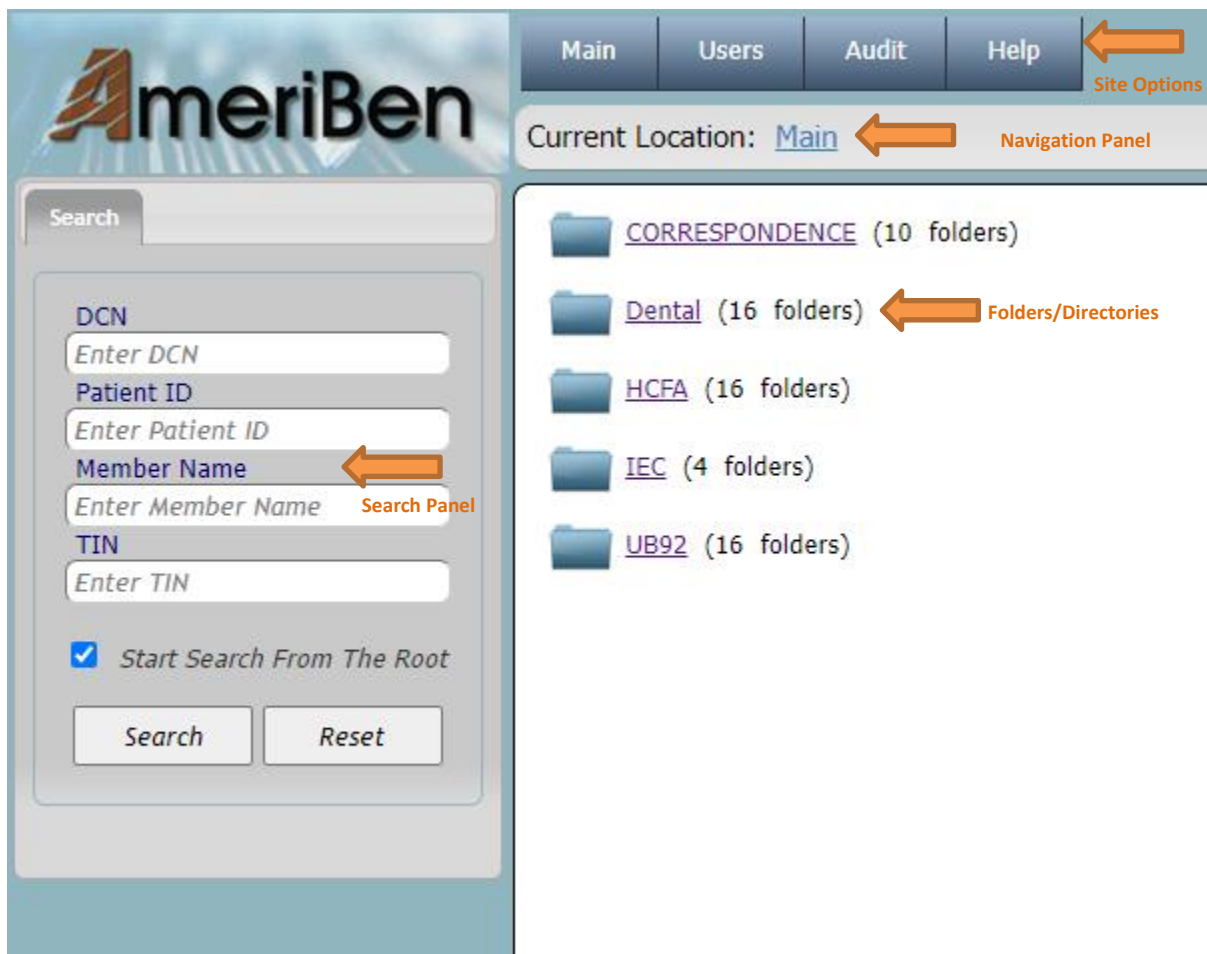 AmeriBen
Main Users Audit Help
Site Options
Current Location: Main
Navigation Panel
Search
DCN
Enter DCN
Patient ID
Enter Patient ID
Member Name
Enter Member Name
Search Panel
TIN
Enter TIN
Start Search From The Root
Search Reset
CORRESPONDENCE (10 folders)
Dental (16 folders)
Folders/Directories
HCFA (16 folders)
IEC (4 folders)
UB92 (16 folders)